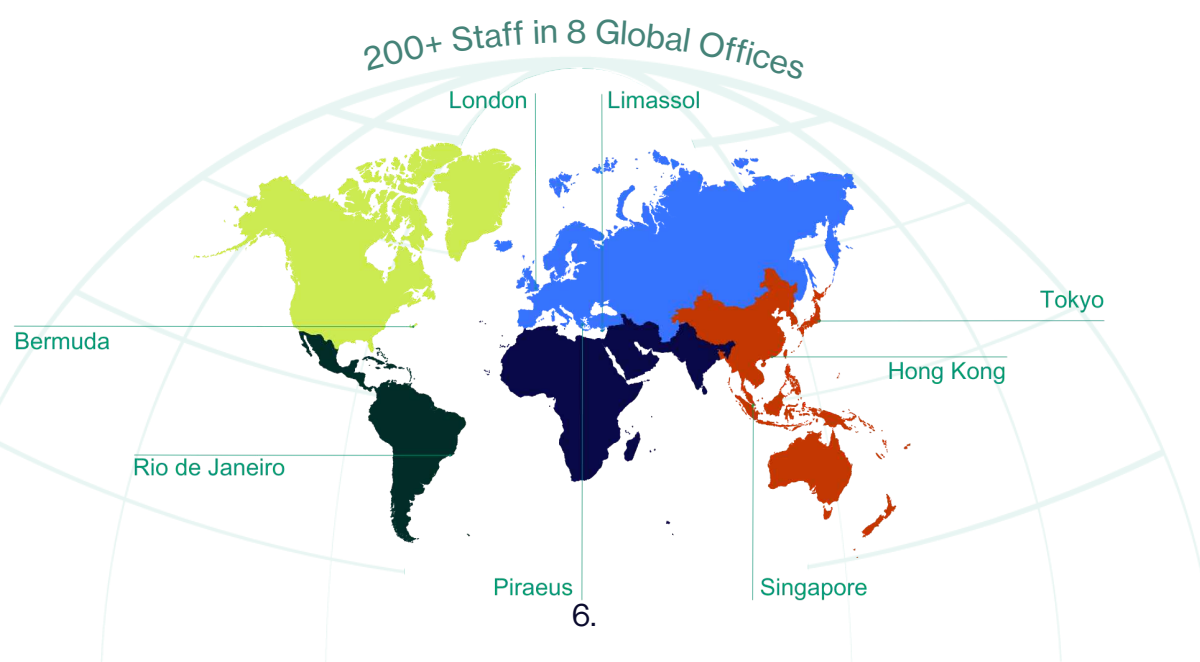 200+ Staff in 8 Global Offices
London
Limassol
Tokyo
Bermuda
Hong Kong
Rio de Janeiro
Piraeus
Singapore
6.